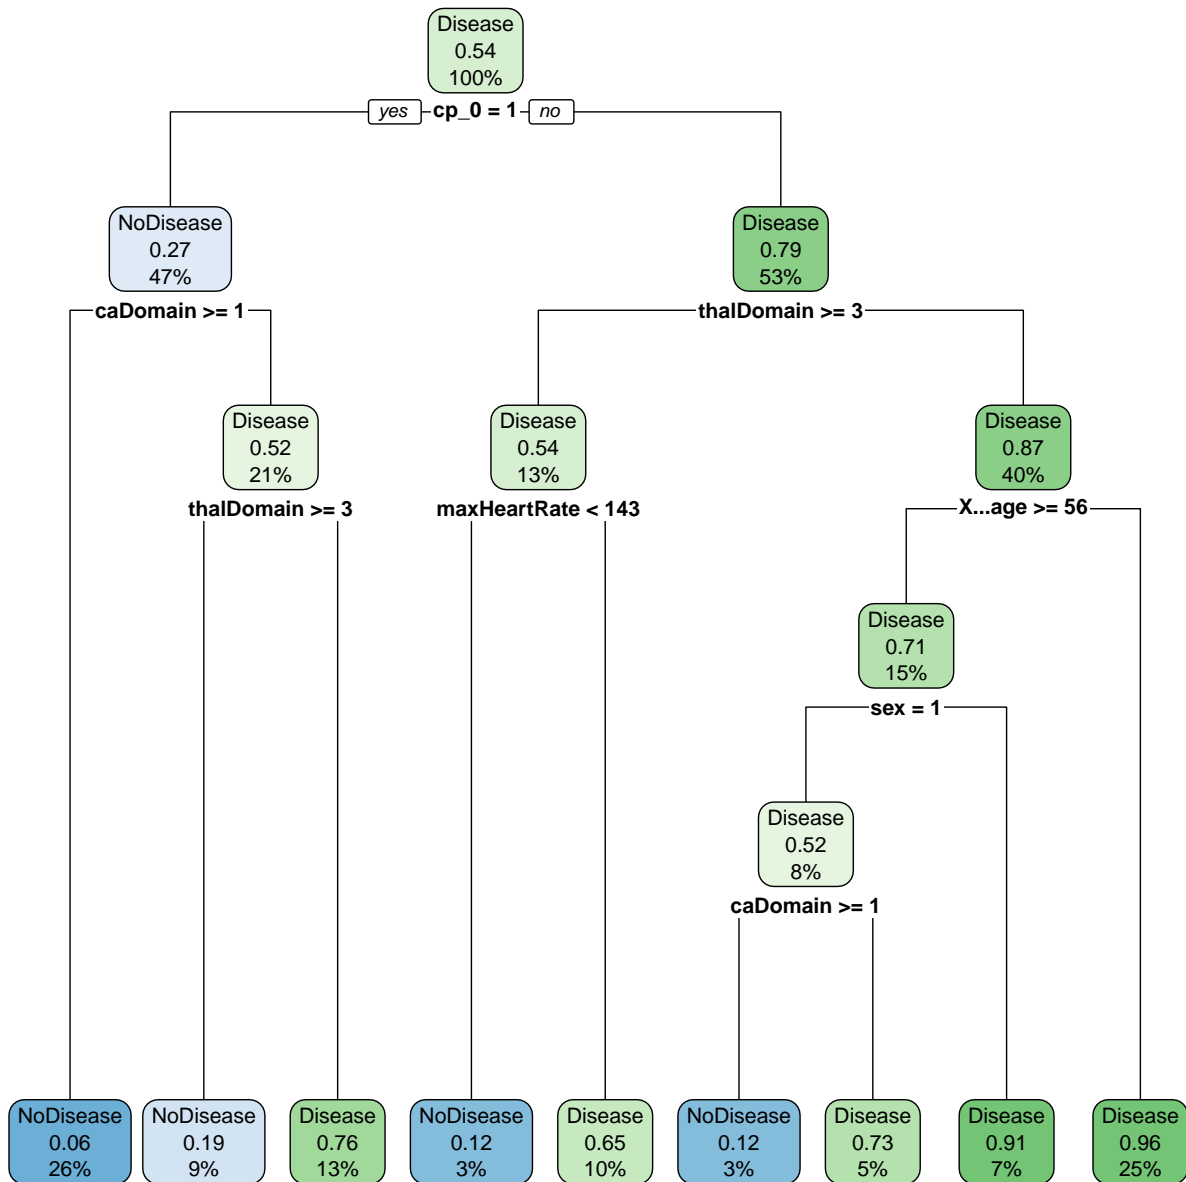 Disease
0.54
100%
yes cp_0 = 1 no
NoDisease
0.27
47%
Disease
0.79
53%
caDomain >= 1
thalDomain >= 3
Disease
0.52
21%
Disease
0.54
13%
Disease
0.87
40%
thalDomain >= 3
maxHeartRate < 143
X...age >= 56
Disease
0.71
15%
sex = 1
Disease
0.52
8%
caDomain >= 1
NoDisease
0.06
26%
NoDisease
0.19
9%
Disease
0.76
13%
NoDisease
0.12
3%
Disease
0.65
10%
NoDisease
0.12
3%
Disease
0.73
5%
Disease
0.91
7%
Disease
0.96
25%